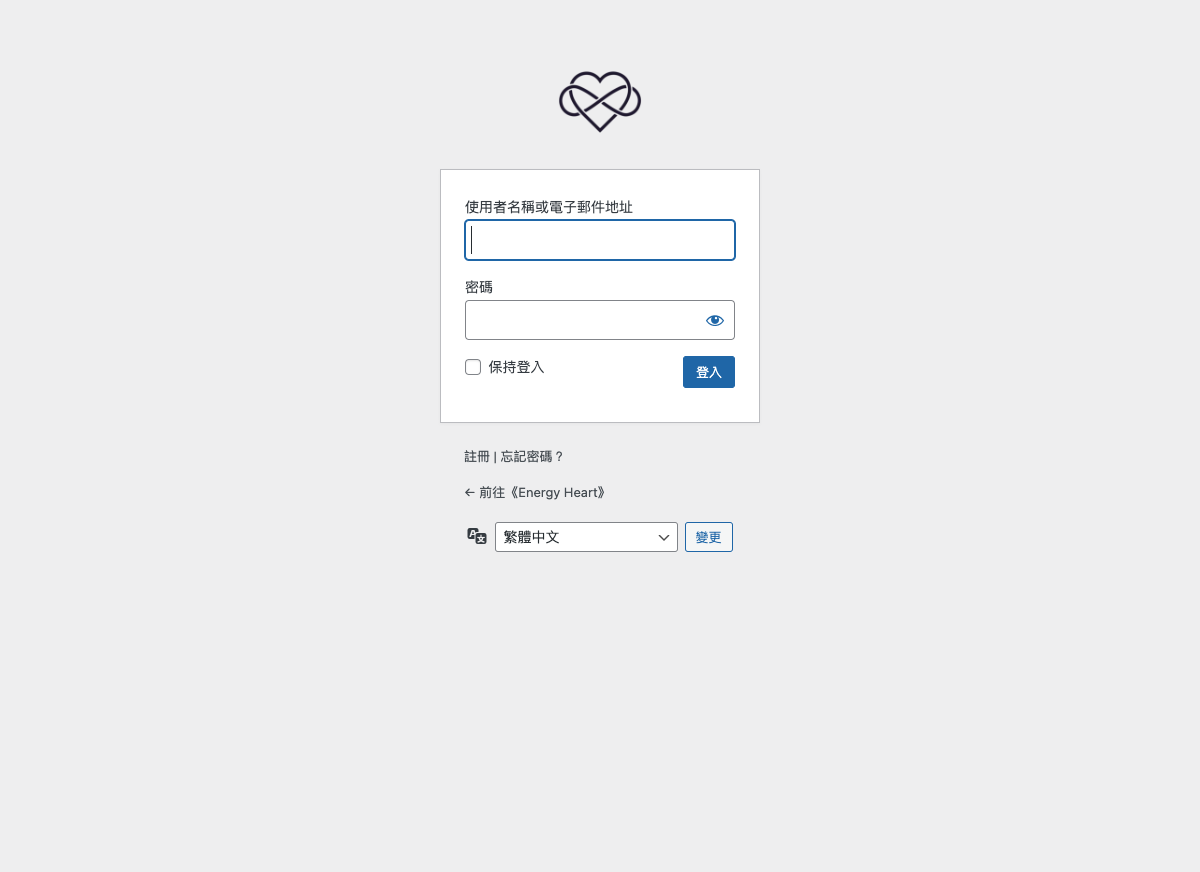 使用者名稱或電子郵件地址
密碼
保持登入
登入
註冊 | 忘記密碼？
← 前往《Energy Heart》
繁體中文
變更